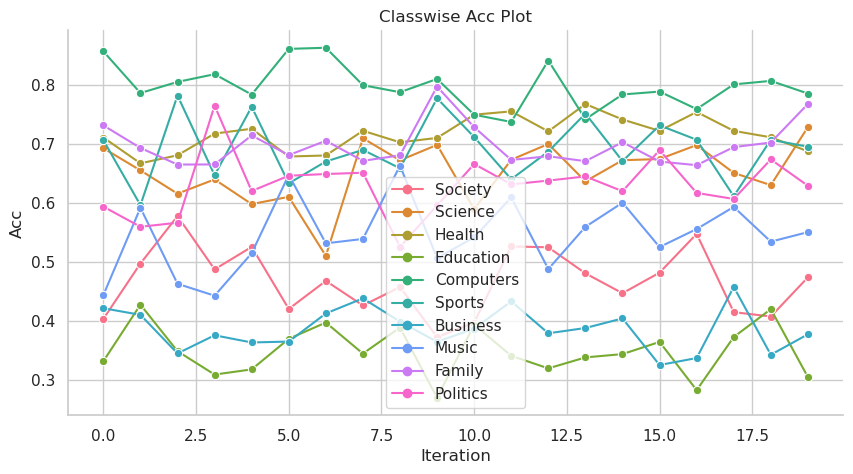 Classwise Acc Plot
Acc
0.8
0.7
0.6
0.5
0.4
0.3
Society
Science
Health
Education
Computers
Sports
Business
Music
Family
Politics
0.0 2.5 5.0 7.5 10.0 12.5 15.0 17.5
Iteration